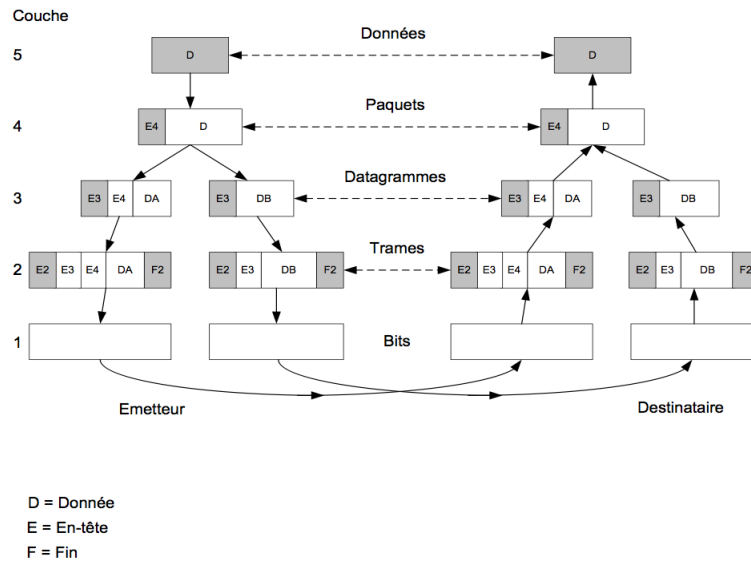 Couche
Données
5 D D
Paquets
4 E4 D E4 D
Datagrammes
3 E3 E4 DA E3 DB E3 E4 DA E3 DB
Trames
2 E2 E3 E4 DA F2 E2 E3 DB F2 E2 E3 E4 DA F2 E2 E3 DB F2
1 Bits
Emetteur Destinataire
D = Donnée
E = En-tête
F = Fin